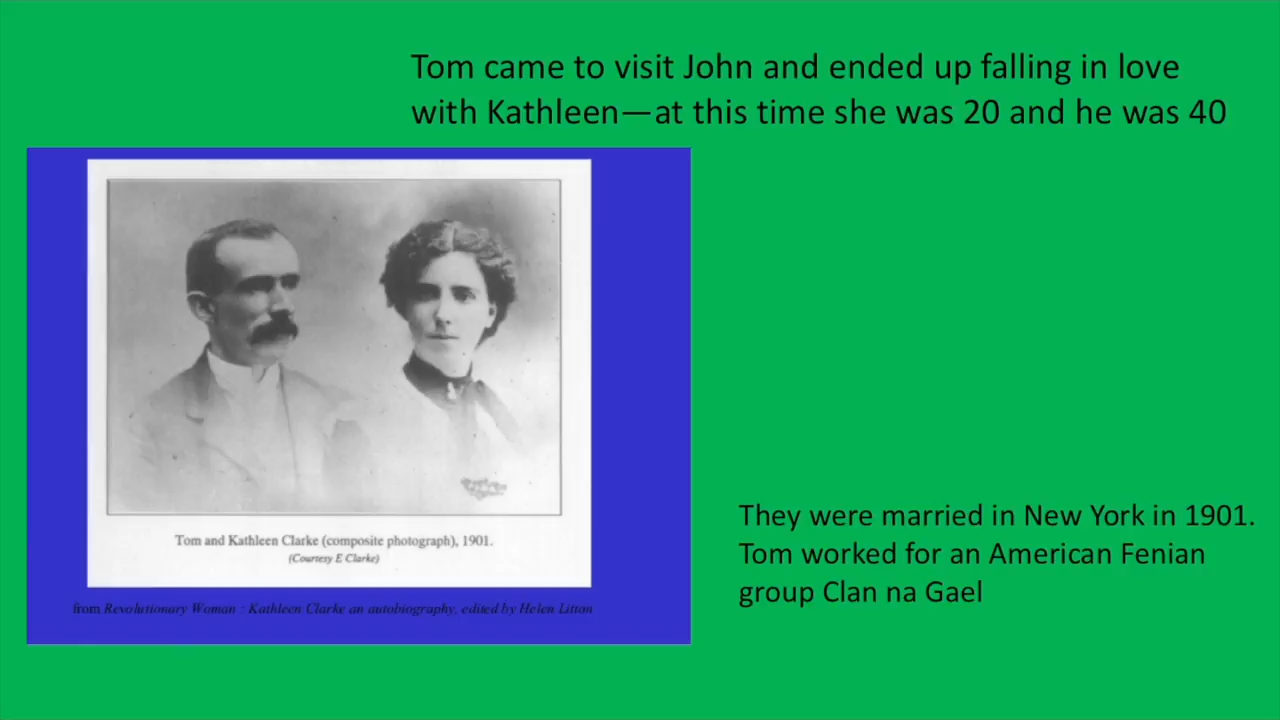 Tom came to visit John and ended up falling in love
with Kathleen—at this time she was 20 and he was 40
Tom and Kathleen Clarke (composite photograph), 1901.
(Courtesy E Clarke)
from Revolutionary Woman : Kathleen Clarke an autobiography, edited by Helen Litton
They were married in New York in 1901.
Tom worked for an American Fenian
group Clan na Gael